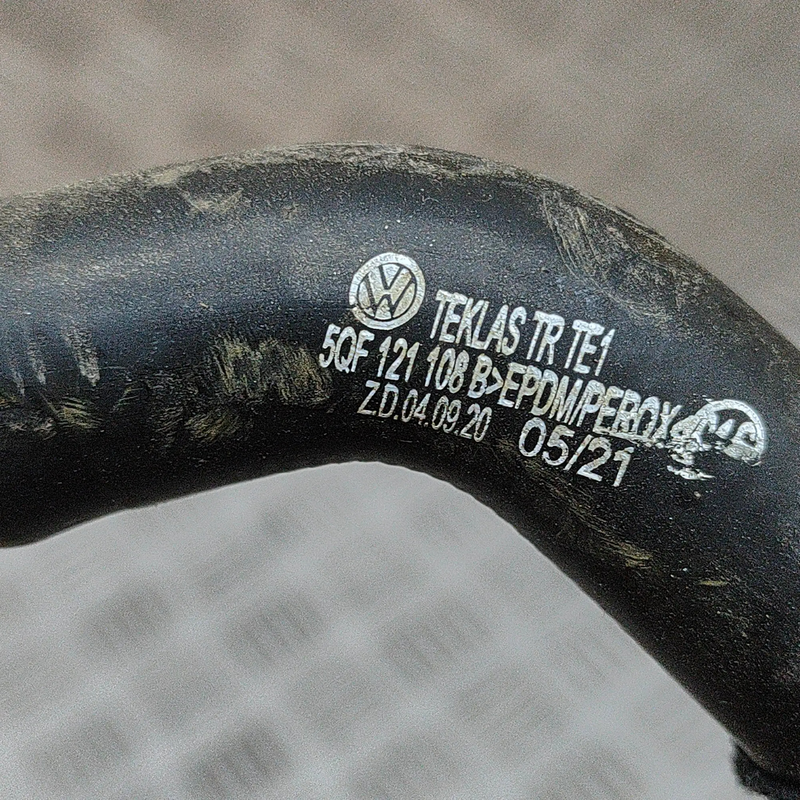 TEKLAS TR TE1
5QF 121 108 B>EPDM/PEROX<
Z.D.04.09.20 05/21